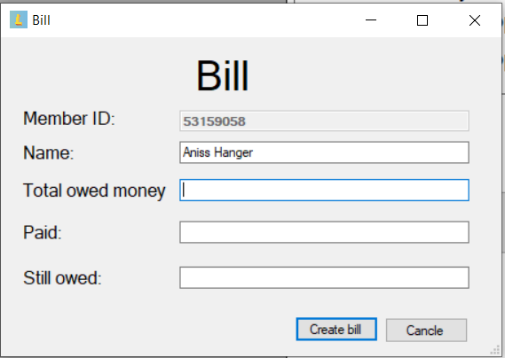 Bill
Bill
Member ID: 53159058
Name: Aniss Hanger
Total owed money
Paid:
Still owed:
Create bill Cancle